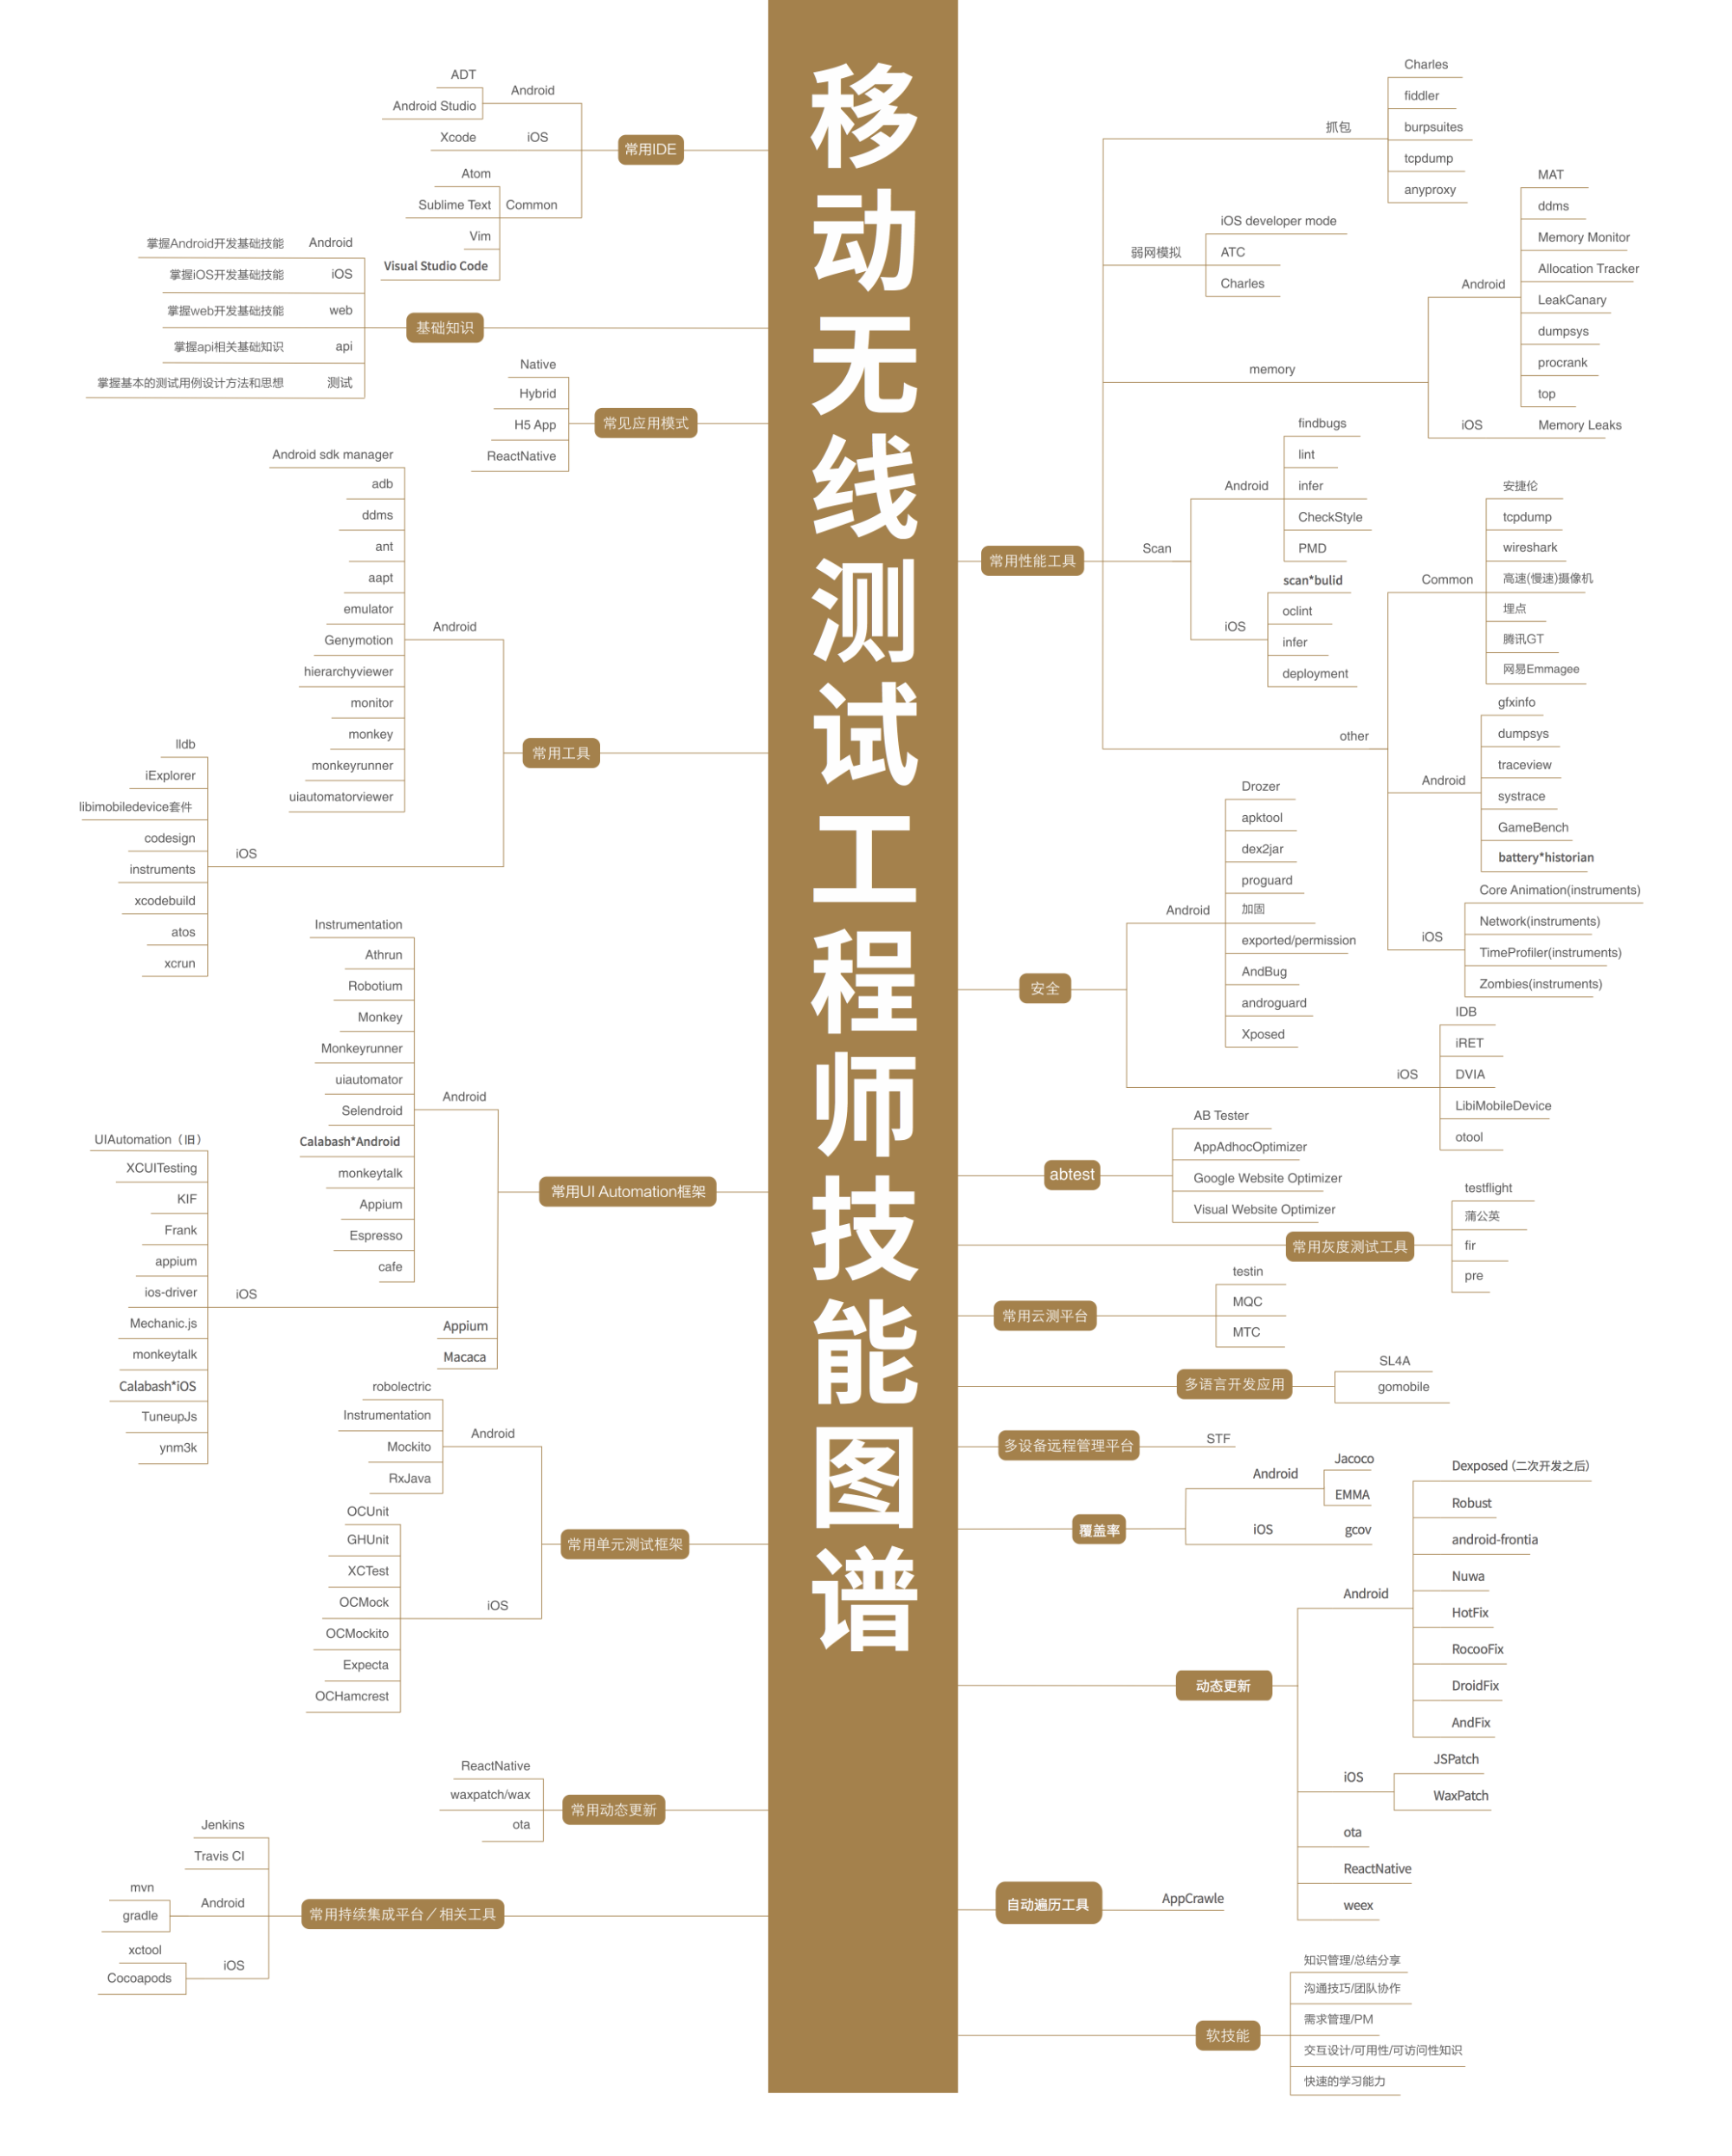 移动无线测试工程师技能图谱
常用IDE
Android
ADT
Android Studio
iOS
Xcode
Common
Atom
Sublime Text
Vim
Visual Studio Code
基础知识
Android
掌握Android开发基础技能
iOS
掌握iOS开发基础技能
web
掌握web开发基础技能
api
掌握api相关基础知识
测试
掌握基本的测试用例设计方法和思想
常见应用模式
Native
Hybrid
H5 App
ReactNative
常用工具
Android
Android sdk manager
adb
ddms
ant
aapt
emulator
Genymotion
hierarchyviewer
monitor
monkey
monkeyrunner
uiautomatorviewer
iOS
lldb
iExplorer
libimobiledevice套件
codesign
instruments
xcodebuild
atos
xcrun
常用UI Automation框架
Android
Instrumentation
Athrun
Robotium
Monkey
Monkeyrunner
uiautomator
Selendroid
Calabash*Android
monkeytalk
Appium
Espresso
cafe
iOS
UIAutomation（旧）
XCUITesting
KIF
Frank
appium
ios-driver
Mechanic.js
monkeytalk
Calabash*iOS
TuneupJs
ynm3k
Appium
Macaca
常用单元测试框架
Android
robolectric
Instrumentation
Mockito
RxJava
iOS
OCUnit
GHUnit
XCTest
OCMock
OCMockito
Expecta
OCHamcrest
常用动态更新
ReactNative
waxpatch/wax
ota
常用持续集成平台／相关工具
Jenkins
Travis CI
Android
mvn
gradle
iOS
xctool
Cocoapods
常用性能工具
抓包
Charles
fiddler
burpsuites
tcpdump
anyproxy
弱网模拟
iOS developer mode
ATC
Charles
memory
Android
MAT
ddms
Memory Monitor
Allocation Tracker
LeakCanary
dumpsys
procrank
top
iOS
Memory Leaks
Scan
Android
findbugs
lint
infer
CheckStyle
PMD
iOS
scan*bulid
oclint
infer
deployment
other
Common
安捷伦
tcpdump
wireshark
高速(慢速)摄像机
埋点
腾讯GT
网易Emmagee
Android
gfxinfo
dumpsys
traceview
systrace
GameBench
battery*historian
iOS
Core Animation(instruments)
Network(instruments)
TimeProfiler(instruments)
Zombies(instruments)
安全
Android
Drozer
apktool
dex2jar
proguard
加固
exported/permission
AndBug
androguard
Xposed
iOS
IDB
iRET
DVIA
LibiMobileDevice
otool
abtest
AB Tester
AppAdhocOptimizer
Google Website Optimizer
Visual Website Optimizer
常用灰度测试工具
testflight
蒲公英
fir
pre
常用云测平台
testin
MQC
MTC
多语言开发应用
SL4A
gomobile
多设备远程管理平台
STF
覆盖率
Android
Jacoco
EMMA
iOS
gcov
动态更新
Android
Dexposed（二次开发之后）
Robust
android-frontia
Nuwa
HotFix
RocooFix
DroidFix
AndFix
iOS
JSPatch
WaxPatch
ota
ReactNative
weex
自动遍历工具
AppCrawle
软技能
知识管理/总结分享
沟通技巧/团队协作
需求管理/PM
交互设计/可用性/可访问性知识
快速的学习能力